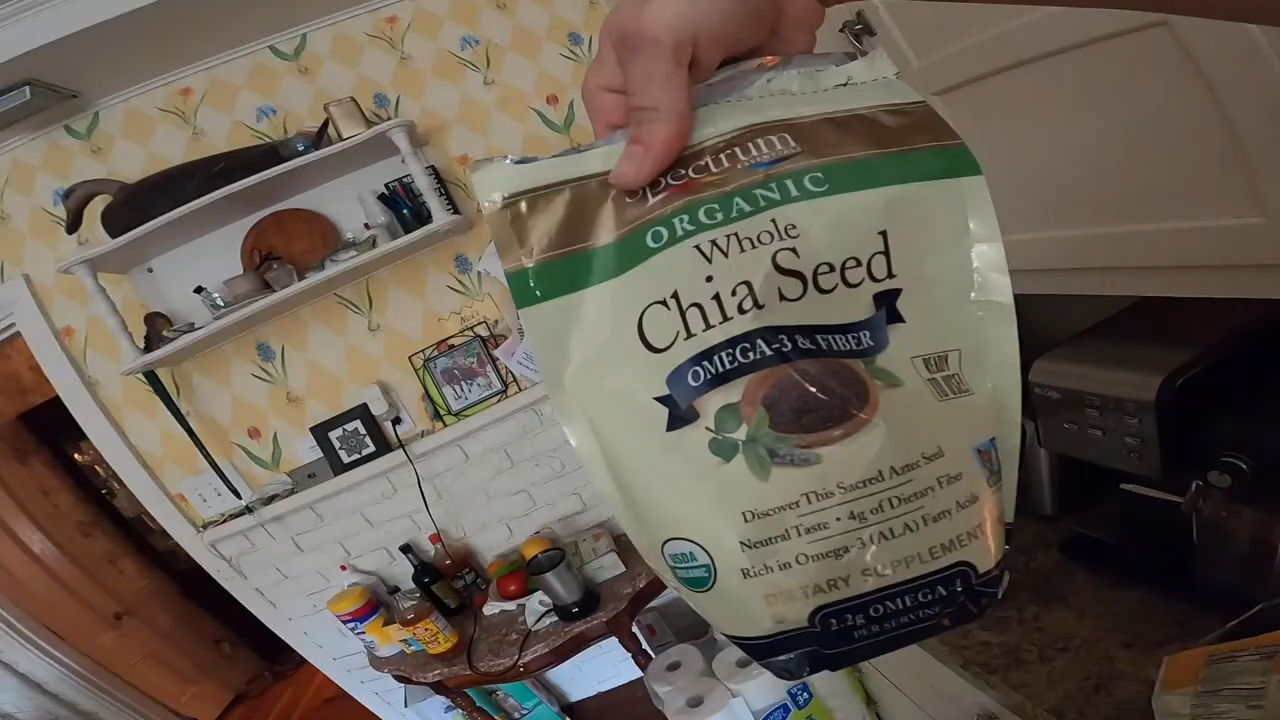 Spectrum
ESSENTIALS
ORGANIC
Whole
Chia Seed
OMEGA-3 & FIBER
READY
TO USE!
Discover This Sacred Aztec Seed
Neutral Taste • 4g of Dietary Fiber
Rich in Omega-3 (ALA) Fatty Acids
DIETARY SUPPLEMENT
USDA
ORGANIC
2.2g OMEGA-3
PER SERVING